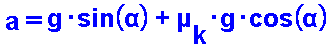 a = g·sin(α) + μₖ·g·cos(α)